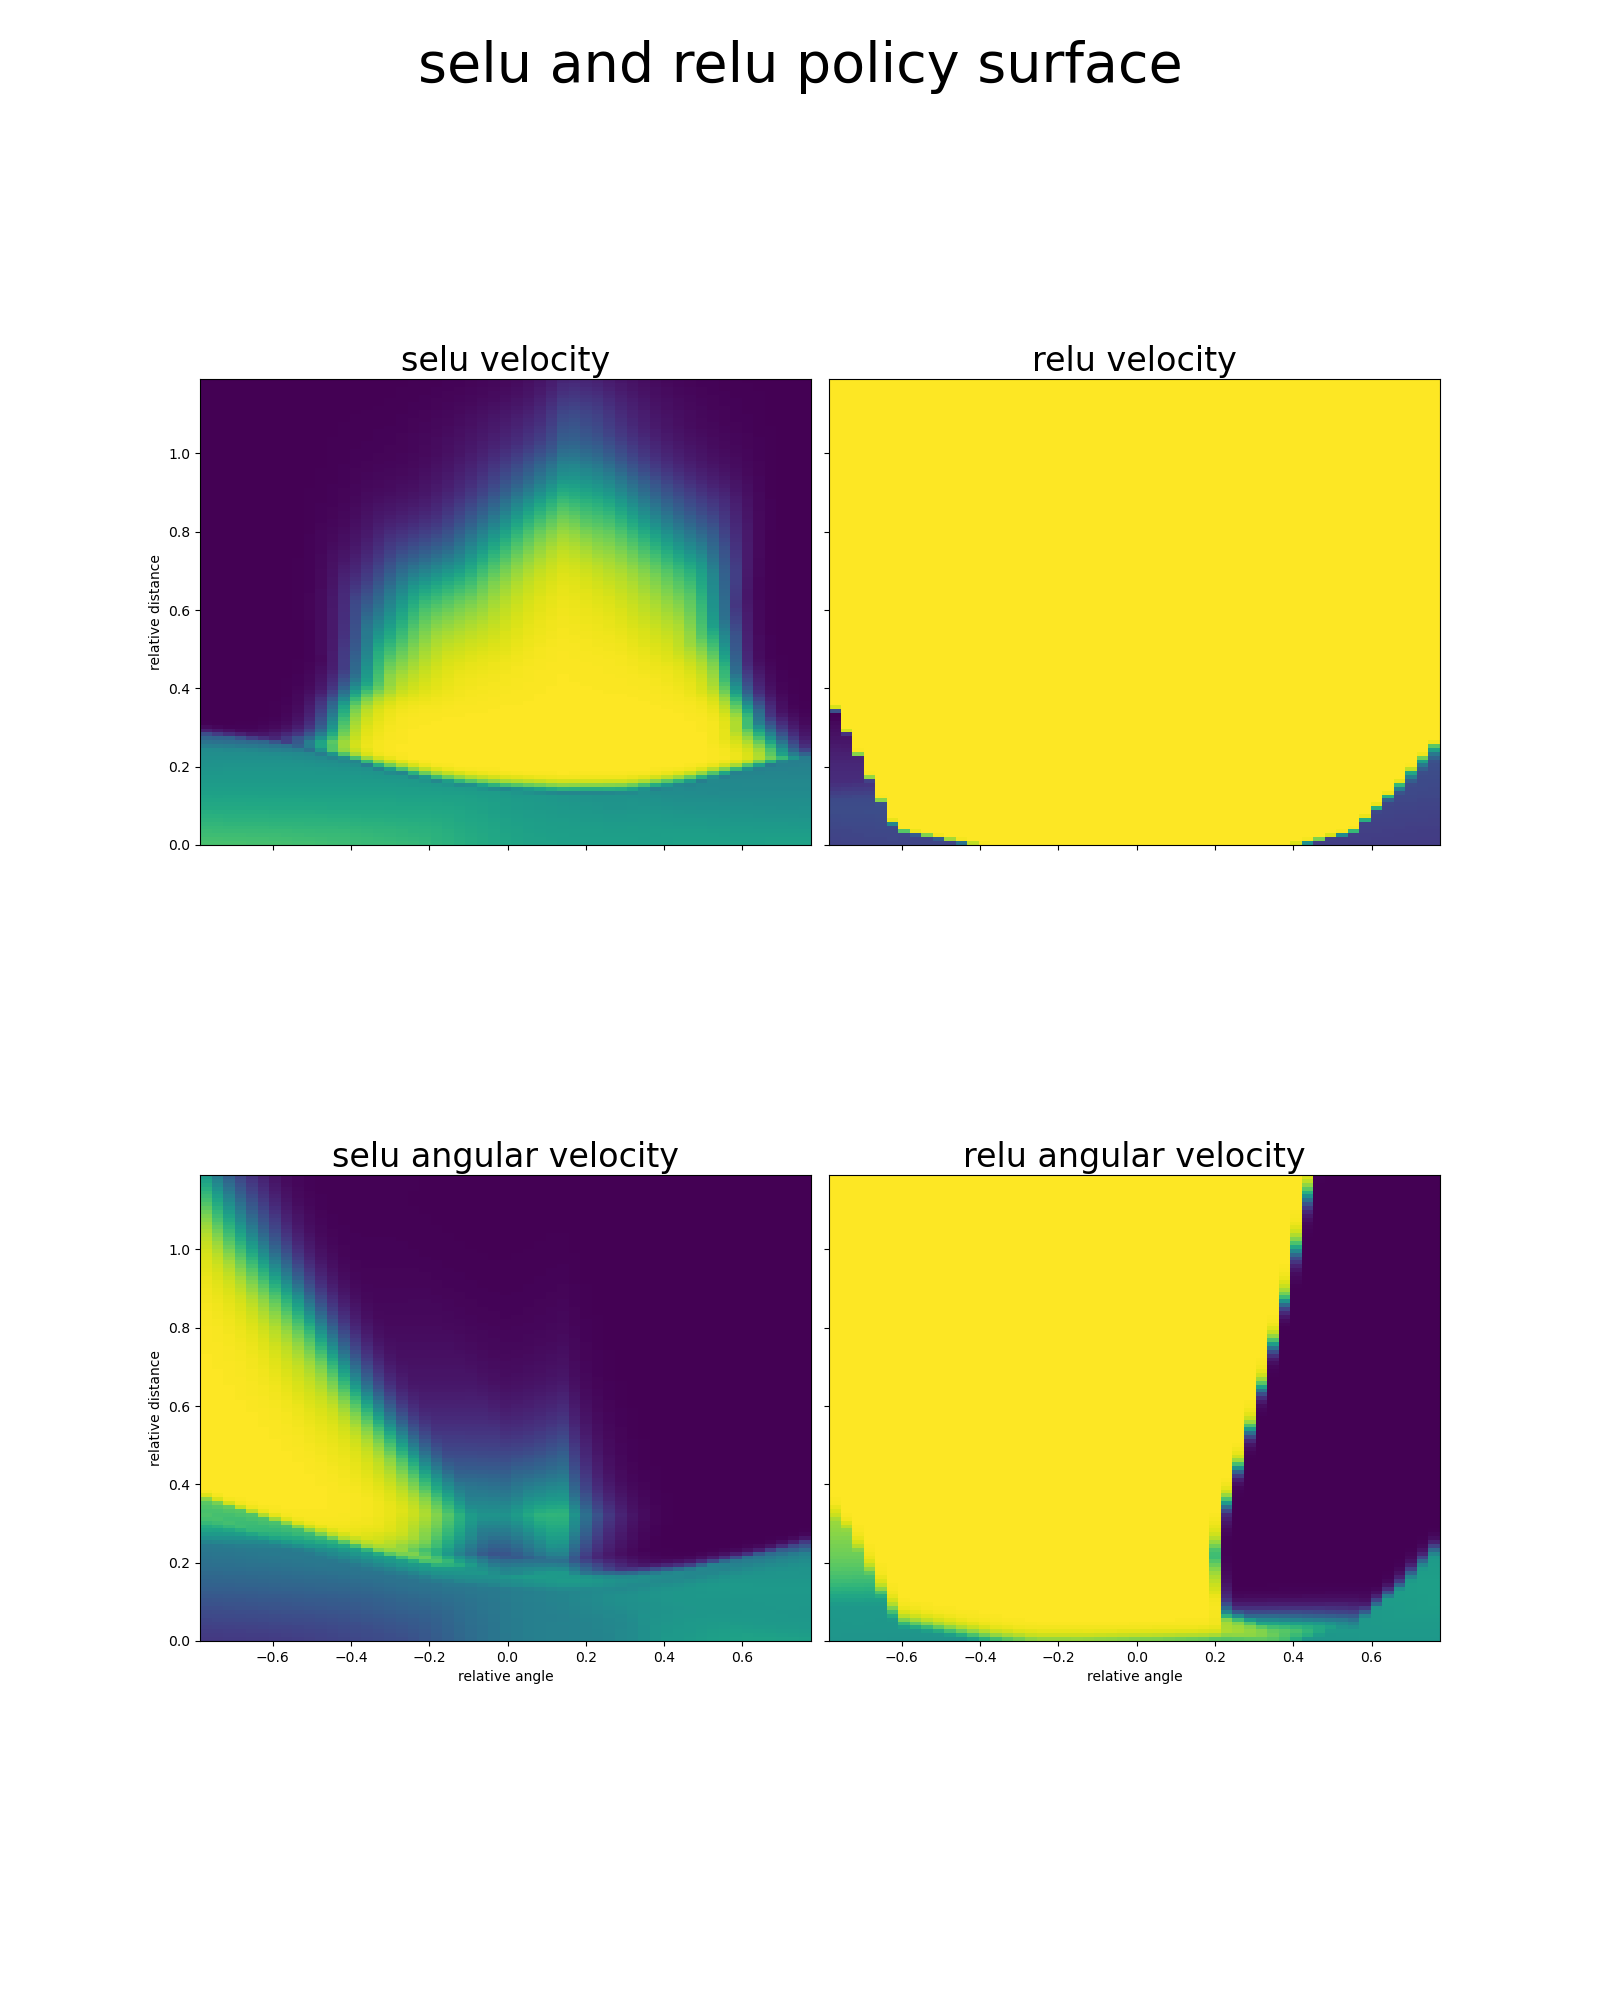 selu and relu policy surface
selu velocity
relu velocity
relative distance
1.0
0.8
0.6
0.4
0.2
0.0
selu angular velocity
relu angular velocity
relative distance
1.0
0.8
0.6
0.4
0.2
0.0
−0.6 −0.4 −0.2 0.0 0.2 0.4 0.6
−0.6 −0.4 −0.2 0.0 0.2 0.4 0.6
relative angle
relative angle